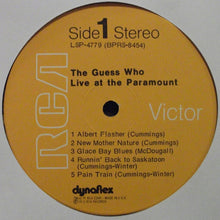 Side 1 Stereo
LSP-4779 (BPRS-8454)
The Guess Who
Live at the Paramount
RCA
Victor
1 Albert Flasher (Cummings)
2 New Mother Nature (Cummings)
3 Glace Bay Blues (McDougall)
4 Runnin' Back to Saskatoon
(Cummings-Winter)
5 Pain Train (Cummings-Winter)
dynaflex